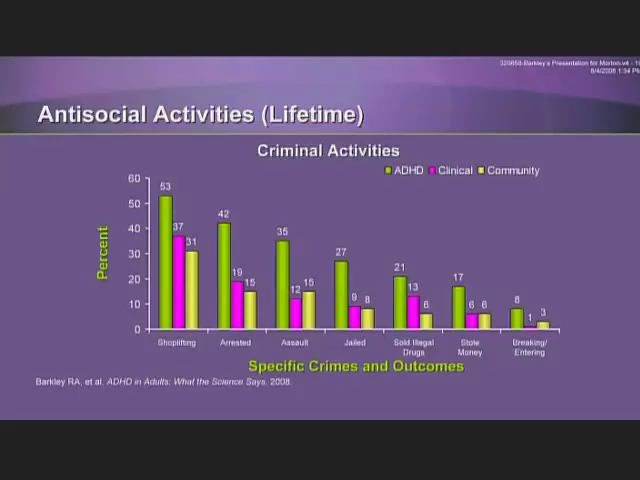 320658-Barkley's Presentation for Morton.v4 - 1
8/4/2008 1:34 PM
Antisocial Activities (Lifetime)
Criminal Activities
ADHD Clinical Community
Percent
60
50
40
30
20
10
0
53 37 31
42 19 15
35 12 15
27 9 8
21 13 6
17 6 6
8 1 3
Shoplifting Arrested Assault Jailed Sold Illegal Drugs Stole Money Breaking/ Entering
Specific Crimes and Outcomes
Barkley RA, et al. ADHD in Adults: What the Science Says, 2008.